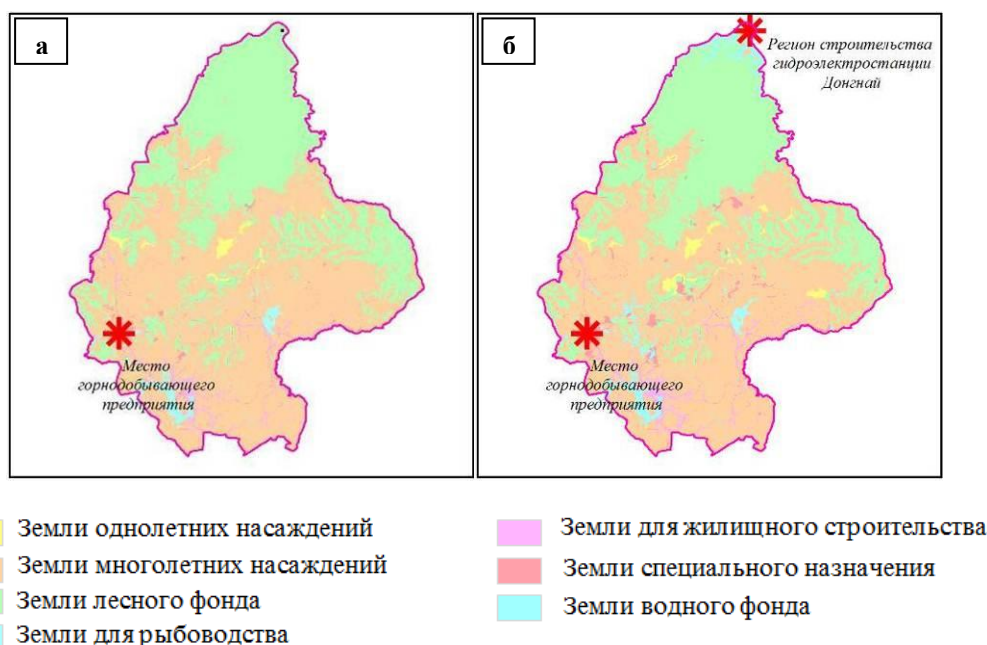 а
Место
горнодобывающего
предприятия
б
Регион строительства
гидроэлектростанции
Донгнай
Место
горнодобывающего
предприятия
Земли однолетних насаждений
Земли многолетних насаждений
Земли лесного фонда
Земли для рыбоводства
Земли для жилищного строительства
Земли специального назначения
Земли водного фонда